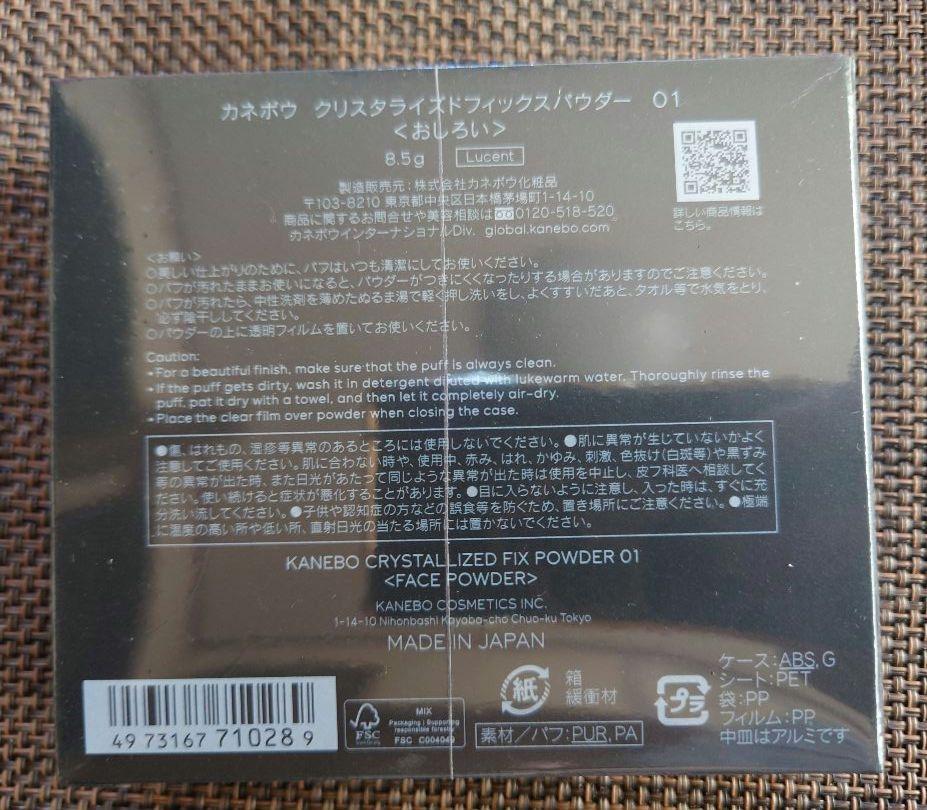 カネボウ クリスタライズドフィックスパウダー 01
<おしろい>
8.5g Lucent
製造販売元:株式会社カネボウ化粧品
〒103-8210 東京都中央区日本橋茅場町1-14-10
商品に関するお問合せや美容相談は 0120-518-520
カネボウインターナショナルDiv. global.kanebo.com
詳しい商品情報は
こちら。
<お願い>
○美しい仕上がりのために、パフはいつも清潔にしてお使いください。
○パフが汚れたままお使いになると、パウダーがつきにくくなったりする場合がありますのでご注意ください。
○パフが汚れたら、中性洗剤を薄めたぬるま湯で軽く押し洗いをし、よくすすいだあと、タオル等で水気をとり、
必ず陰干ししてください。
○パウダーの上に透明フィルムを置いてお使いください。
Caution:
•For a beautiful finish, make sure that the puff is always clean.
•If the puff gets dirty, wash it in detergent diluted with lukewarm water. Thoroughly rinse the
puff, pat it dry with a towel, and then let it completely air-dry.
•Place the clear film over powder when closing the case.
●傷、はれもの、湿疹等異常のあるところには使用しないでください。●肌に異常が生じていないかよく
注意してご使用ください。肌に合わない時や、使用中、赤み、はれ、かゆみ、刺激、色抜け(白斑等)や黒ずみ
等の異常が出た時、また日光があたって同じような異常が出た時は使用を中止し、皮フ科医へ相談してく
ださい。使い続けると症状が悪化することがあります。●目に入らないように注意し、入った時は、すぐに充
分洗い流してください。●子供や認知症の方などの誤食等を防ぐため、置き場所にご注意ください。●極端
に温度の高い所や低い所、直射日光の当たる場所には置かないでください。
KANEBO CRYSTALLIZED FIX POWDER 01
<FACE POWDER>
KANEBO COSMETICS INC.
1-14-10 Nihonbashi Kayaba-cho Chuo-ku Tokyo
MADE IN JAPAN
4973167710289
FSC
MIX
Packaging | Supporting
responsible forestry
FSC C004049
紙
箱
緩衝材
素材/パフ:PUR,PA
プラ
ケース:ABS,G
シート:PET
袋:PP
フィルム:PP
中皿はアルミです